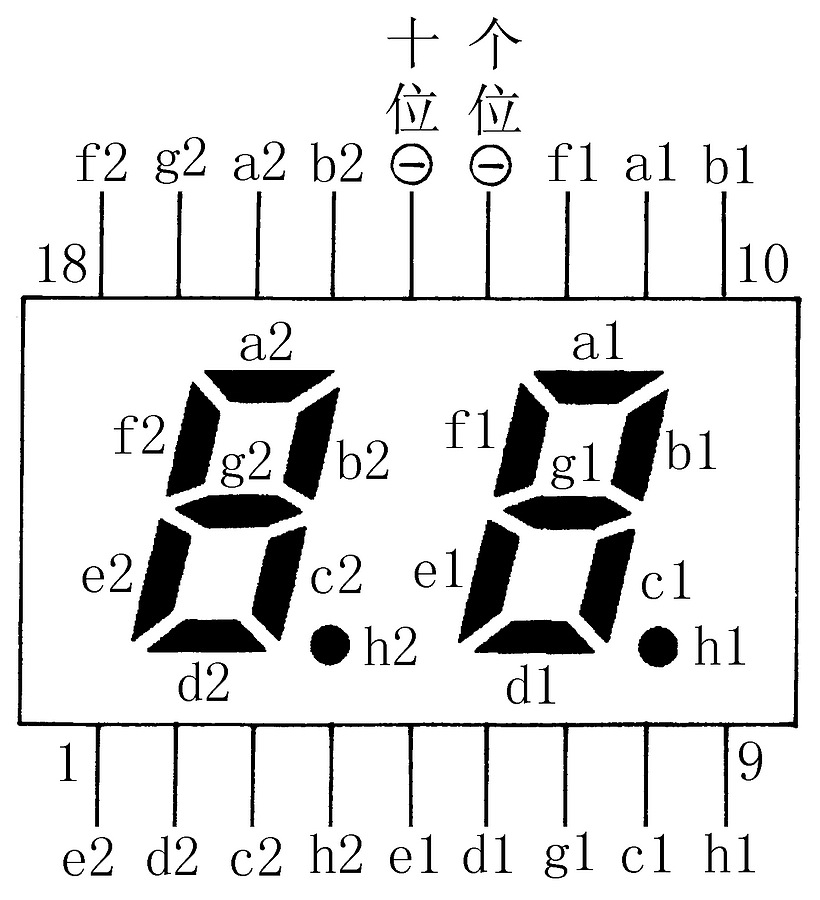 十 个
位 位
f2 g2 a2 b2 ⊖ ⊖ f1 a1 b1
18 10
a2 a1
f2 g2 b2 f1 g1 b1
e2 c2 e1 c1
h2 h1
d2 d1
1 9
e2 d2 c2 h2 e1 d1 g1 c1 h1